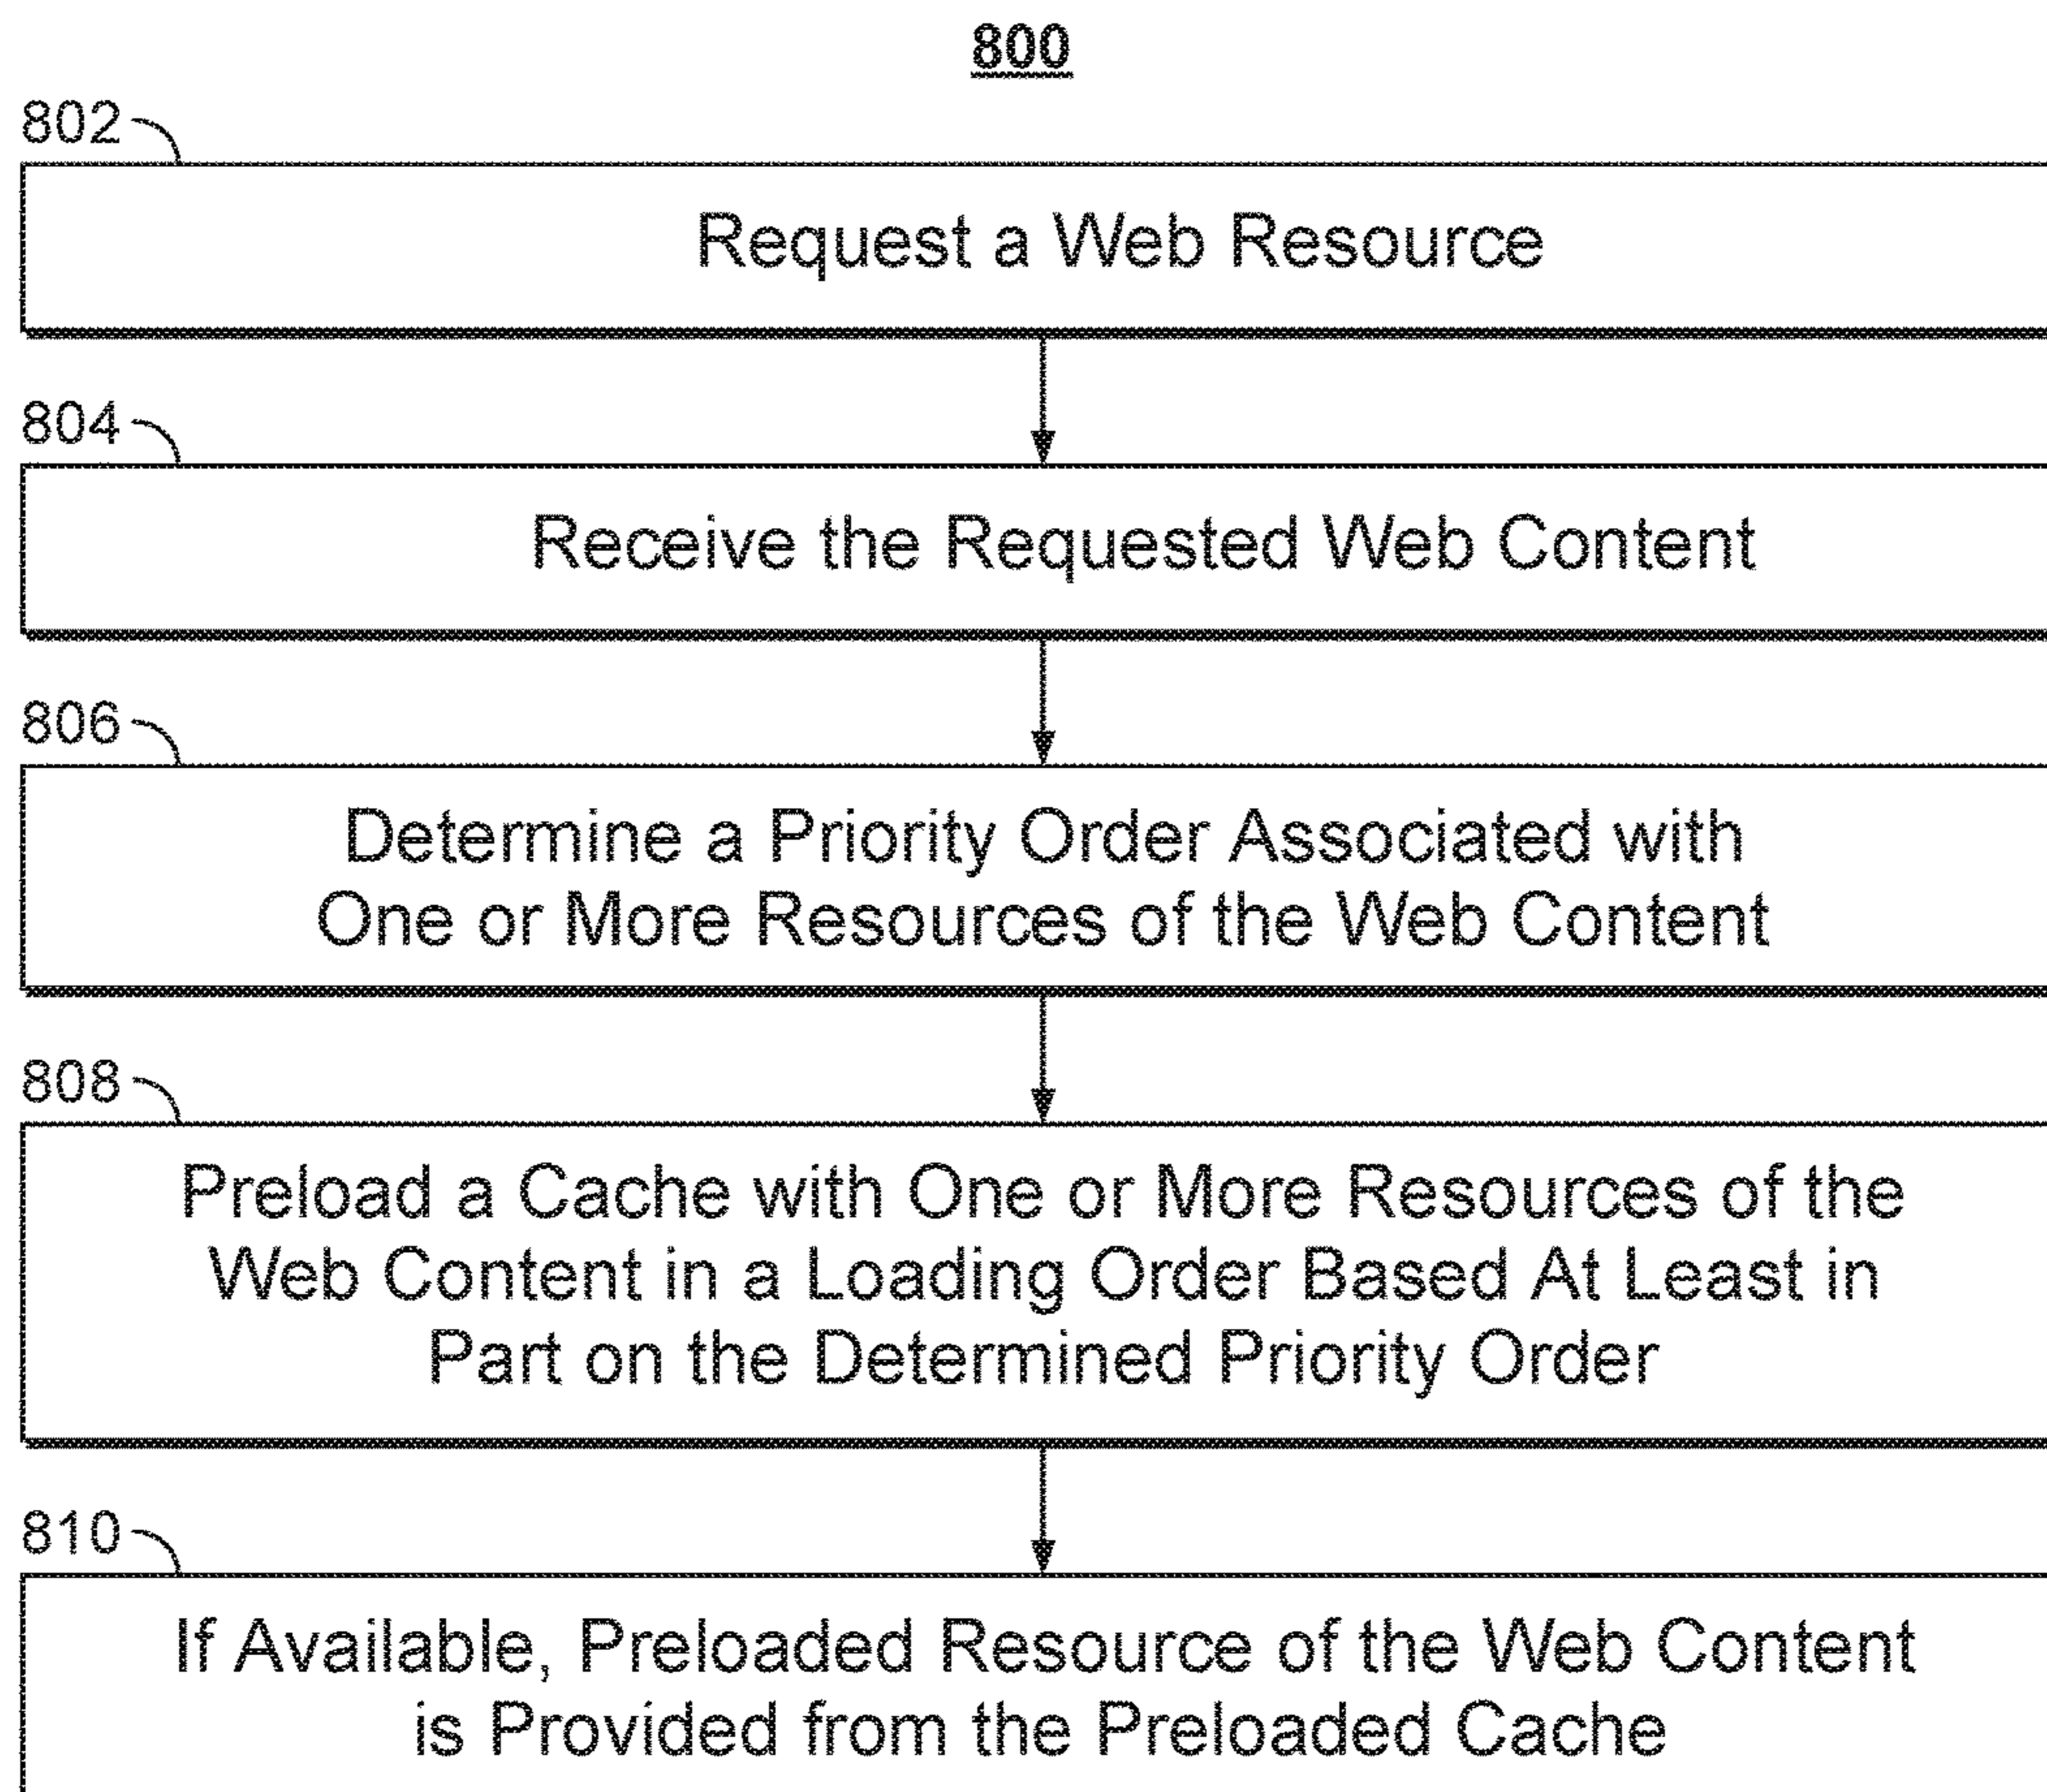 800
802
Request a Web Resource
804
Receive the Requested Web Content
806
Determine a Priority Order Associated with
One or More Resources of the Web Content
808
Preload a Cache with One or More Resources of the
Web Content in a Loading Order Based At Least in
Part on the Determined Priority Order
810
If Available, Preloaded Resource of the Web Content
is Provided from the Preloaded Cache